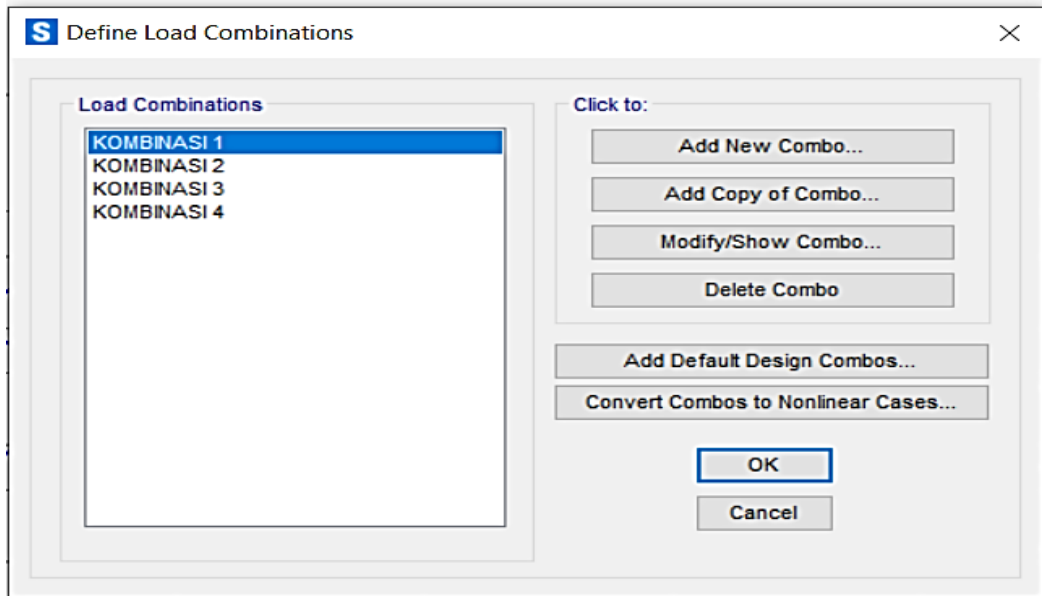 S Define Load Combinations
Load Combinations
KOMBINASI 1
KOMBINASI 2
KOMBINASI 3
KOMBINASI 4
Click to:
Add New Combo...
Add Copy of Combo...
Modify/Show Combo...
Delete Combo
Add Default Design Combos...
Convert Combos to Nonlinear Cases...
OK
Cancel